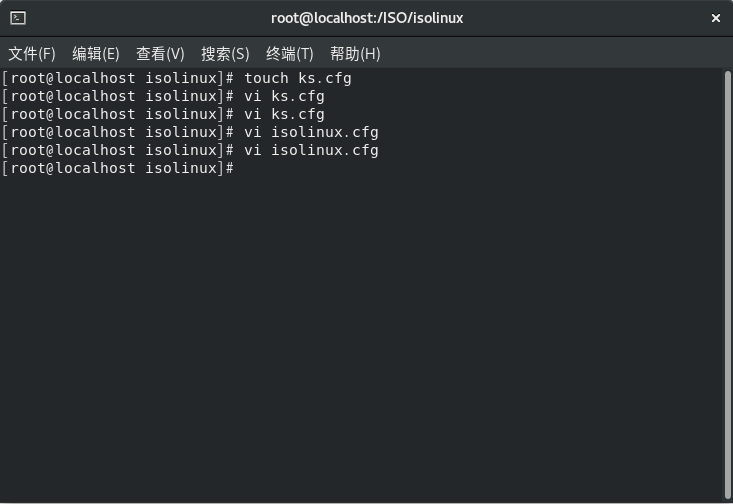 root@localhost:/ISO/isolinux
文件(F) 编辑(E) 查看(V) 搜索(S) 终端(T) 帮助(H)
[root@localhost isolinux]# touch ks.cfg
[root@localhost isolinux]# vi ks.cfg
[root@localhost isolinux]# vi ks.cfg
[root@localhost isolinux]# vi isolinux.cfg
[root@localhost isolinux]# vi isolinux.cfg
[root@localhost isolinux]#